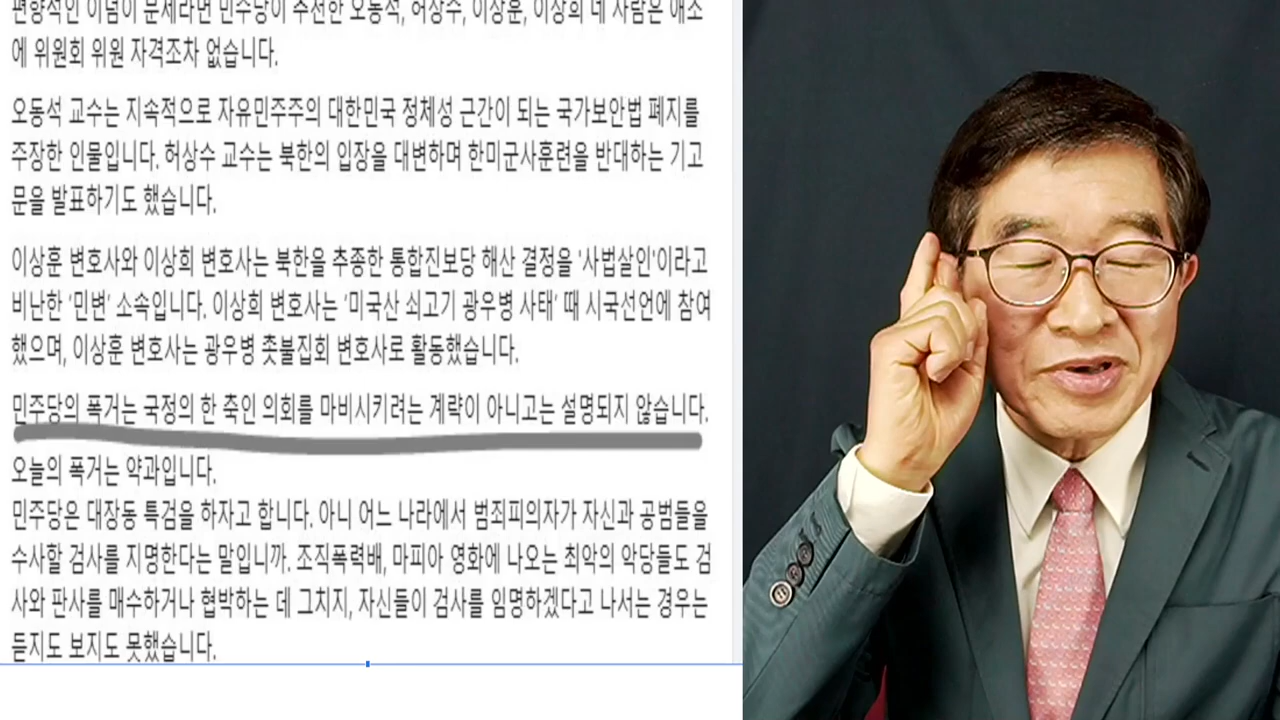 편향적인 이념이 문제라면 민주당이 추천한 오동석, 허상수, 이상훈, 이상희 네 사람은 애초
에 위원회 위원 자격조차 없습니다.
오동석 교수는 지속적으로 자유민주주의 대한민국 정체성 근간이 되는 국가보안법 폐지를
주장한 인물입니다. 허상수 교수는 북한의 입장을 대변하며 한미군사훈련을 반대하는 기고
문을 발표하기도 했습니다.
이상훈 변호사와 이상희 변호사는 북한을 추종한 통합진보당 해산 결정을 '사법살인'이라고
비난한 '민변' 소속입니다. 이상희 변호사는 '미국산 쇠고기 광우병 사태' 때 시국선언에 참여
했으며, 이상훈 변호사는 광우병 촛불집회 변호사로 활동했습니다.
민주당의 폭거는 국정의 한 축인 의회를 마비시키려는 계략이 아니고는 설명되지 않습니다.
오늘의 폭거는 약과입니다.
민주당은 대장동 특검을 하자고 합니다. 아니 어느 나라에서 범죄피의자가 자신과 공범들을
수사할 검사를 지명한다는 말입니까. 조직폭력배, 마피아 영화에 나오는 최악의 악당들도 검
사와 판사를 매수하거나 협박하는 데 그치지, 자신들이 검사를 임명하겠다고 나서는 경우는
듣지도 보지도 못했습니다.